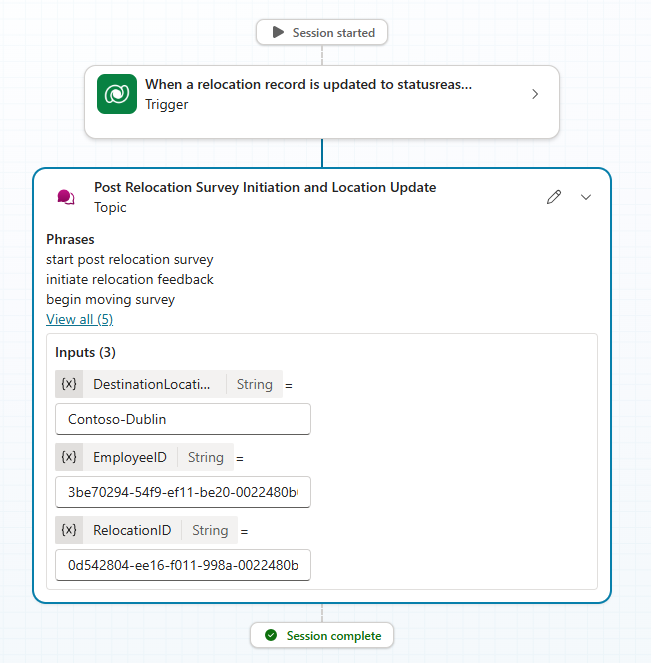 Session started
When a relocation record is updated to statusreas...
Trigger
Post Relocation Survey Initiation and Location Update
Topic
Phrases
start post relocation survey
initiate relocation feedback
begin moving survey
View all (5)
Inputs (3)
{x} DestinationLocati... String =
Contoso-Dublin
{x} EmployeeID String =
3be70294-54f9-ef11-be20-0022480b
{x} RelocationID String =
0d542804-ee16-f011-998a-0022480b
Session complete